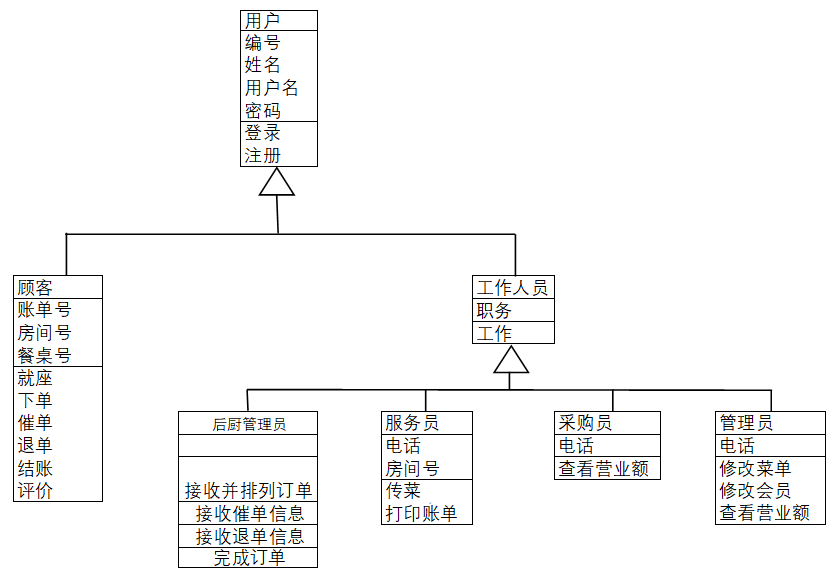 用户
编号
姓名
用户名
密码
登录
注册
顾客
账单号
房间号
餐桌号
就座
下单
催单
退单
结账
评价
工作人员
职务
工作
后厨管理员
接收并排列订单
接收催单信息
接收退单信息
完成订单
服务员
电话
房间号
传菜
打印账单
采购员
电话
查看营业额
管理员
电话
修改菜单
修改会员
查看营业额